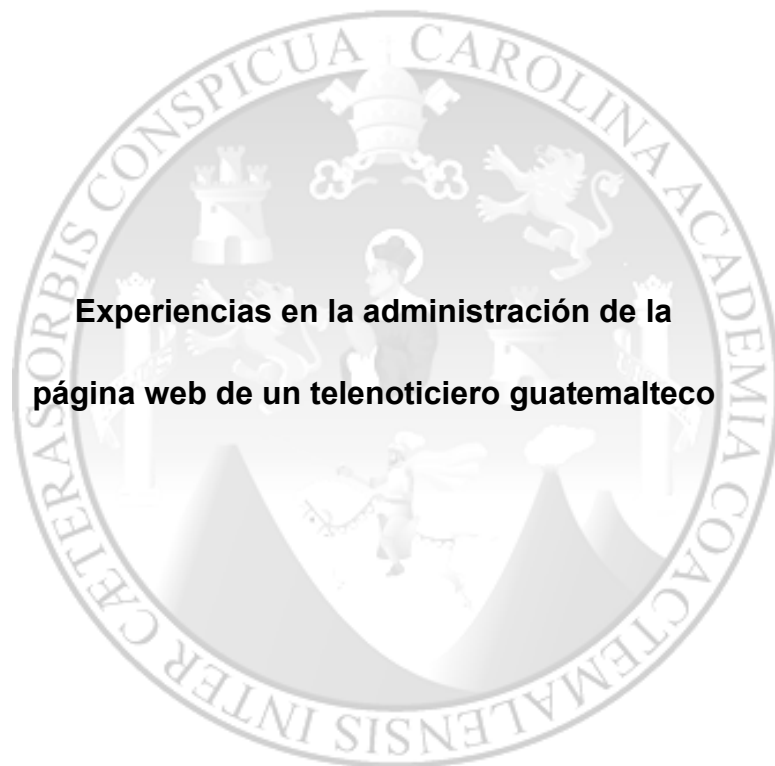 CAROLINA ACADEMIA COACTEMALENSIS INTER CÆTERAS ORBIS CONSPICUA
Experiencias en la administración de la
página web de un telenoticiero guatemalteco